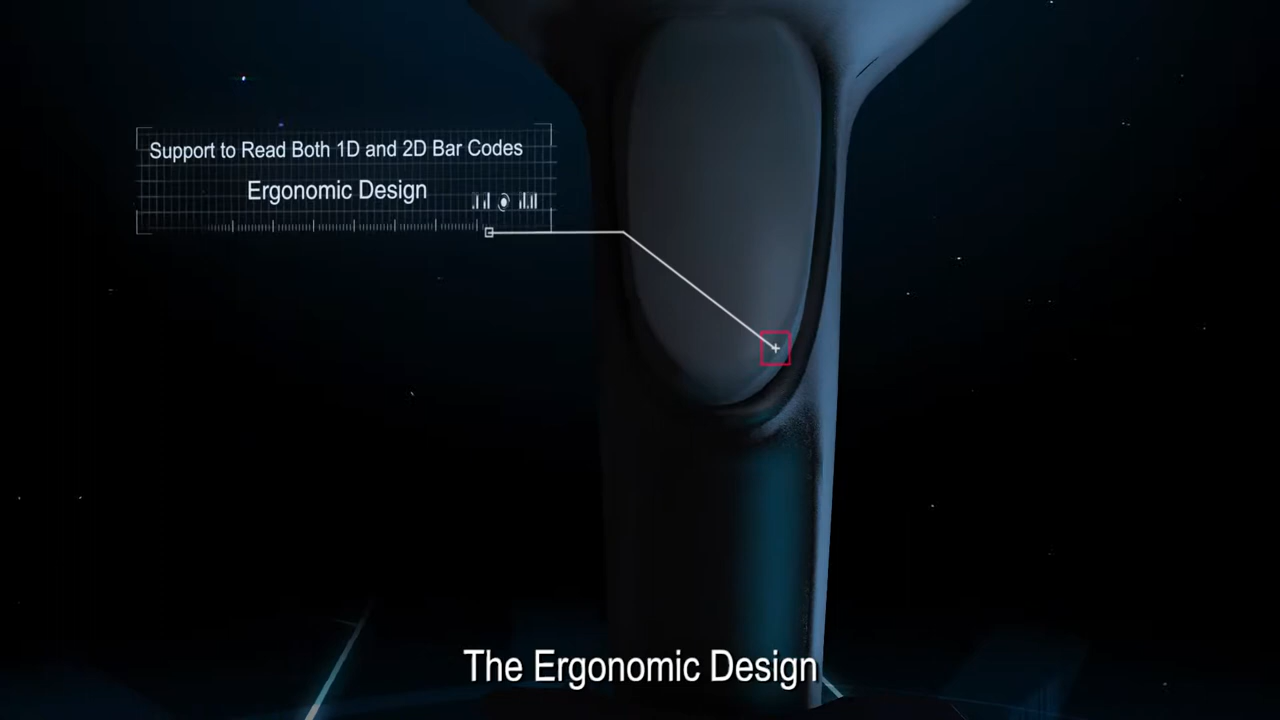 Support to Read Both 1D and 2D Bar Codes
Ergonomic Design
The Ergonomic Design